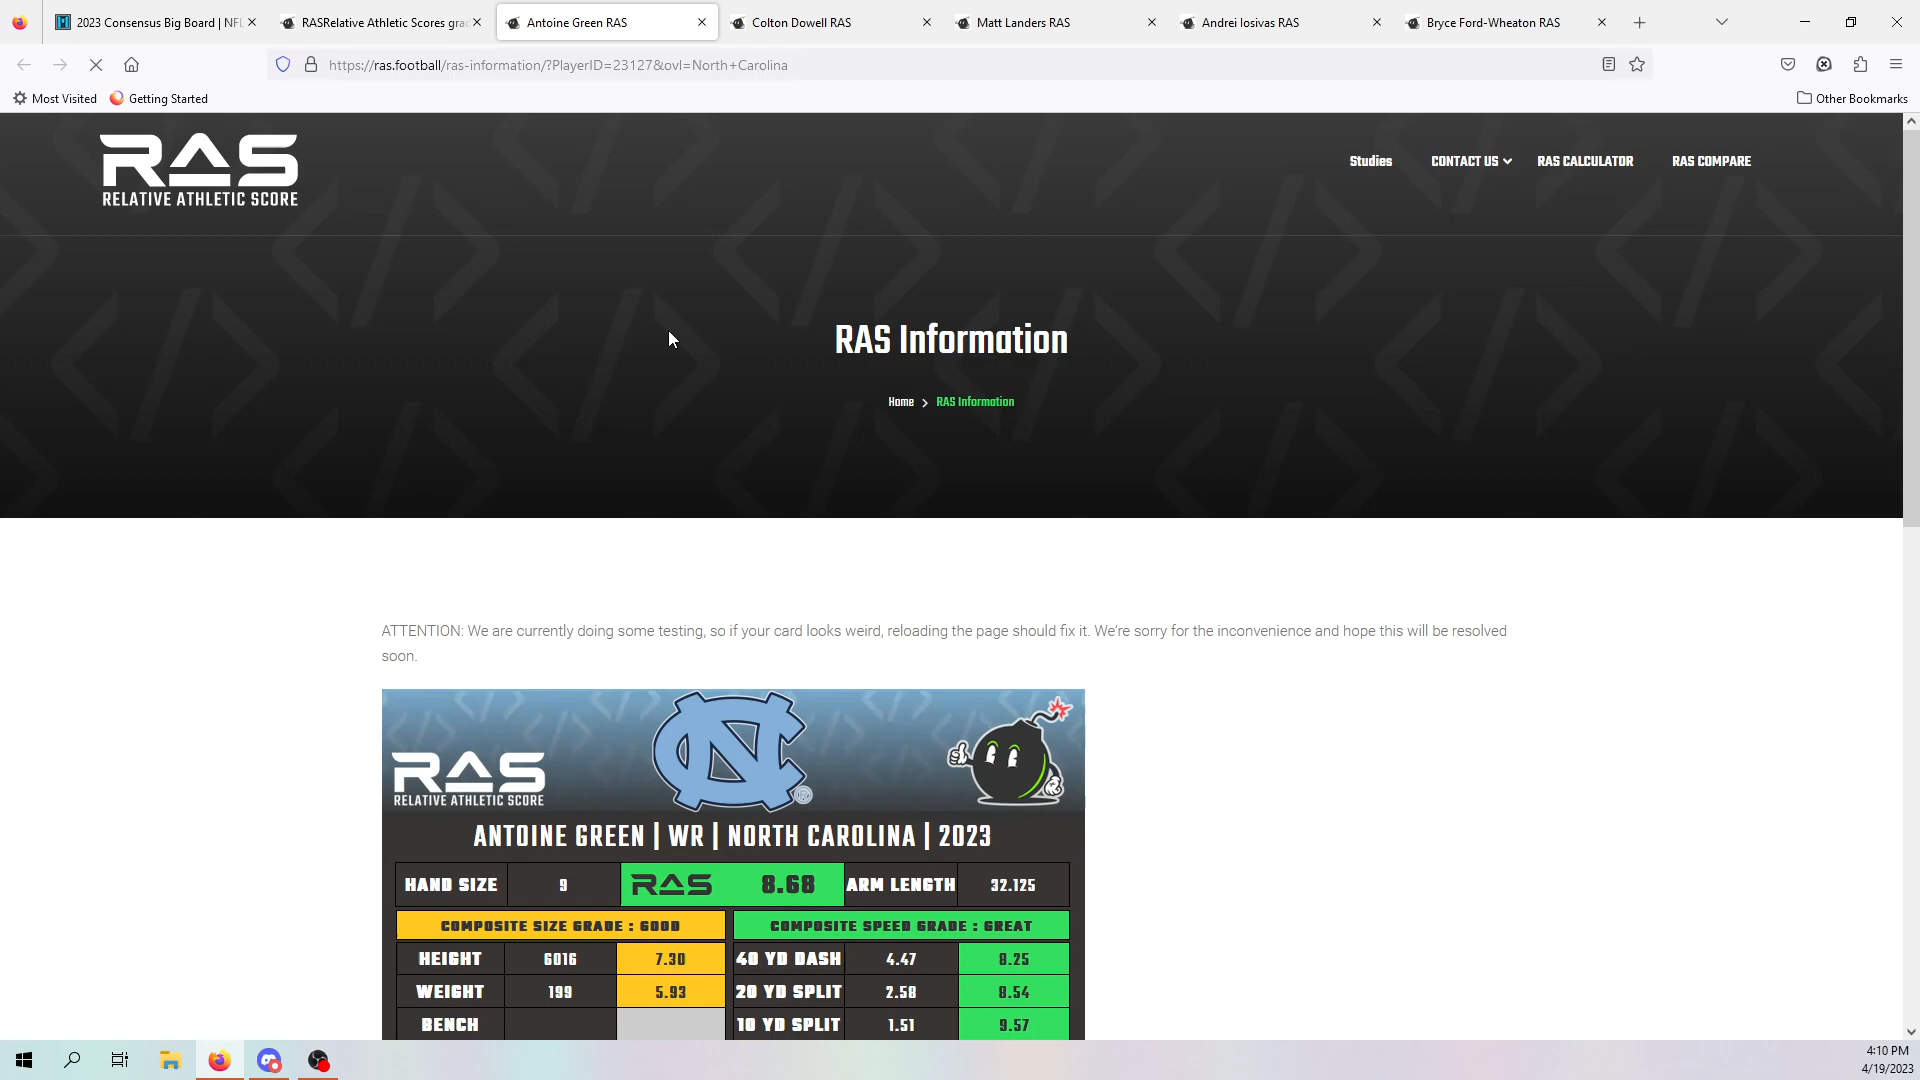 2023 Consensus Big Board | NFL
RASRelative Athletic Scores gra
Antoine Green RAS
Colton Dowell RAS
Matt Landers RAS
Andrei Iosivas RAS
Bryce Ford-Wheaton RAS
https://ras.football/ras-information/?PlayerID=23127&ovl=North+Carolina
Most Visited
Getting Started
Other Bookmarks
RAS
RELATIVE ATHLETIC SCORE
Studies
CONTACT US
RAS CALCULATOR
RAS COMPARE
RAS Information
Home > RAS Information
ATTENTION: We are currently doing some testing, so if your card looks weird, reloading the page should fix it. We're sorry for the inconvenience and hope this will be resolved
soon.
RAS
RELATIVE ATHLETIC SCORE
NC
ANTOINE GREEN | WR | NORTH CAROLINA | 2023
HAND SIZE 9 RAS 8.68 ARM LENGTH 32.125
COMPOSITE SIZE GRADE : GOOD COMPOSITE SPEED GRADE : GREAT
HEIGHT 6016 7.30 40 YD DASH 4.47 8.25
WEIGHT 199 5.93 20 YD SPLIT 2.58 8.54
BENCH 10 YD SPLIT 1.51 9.57
4:10 PM
4/19/2023